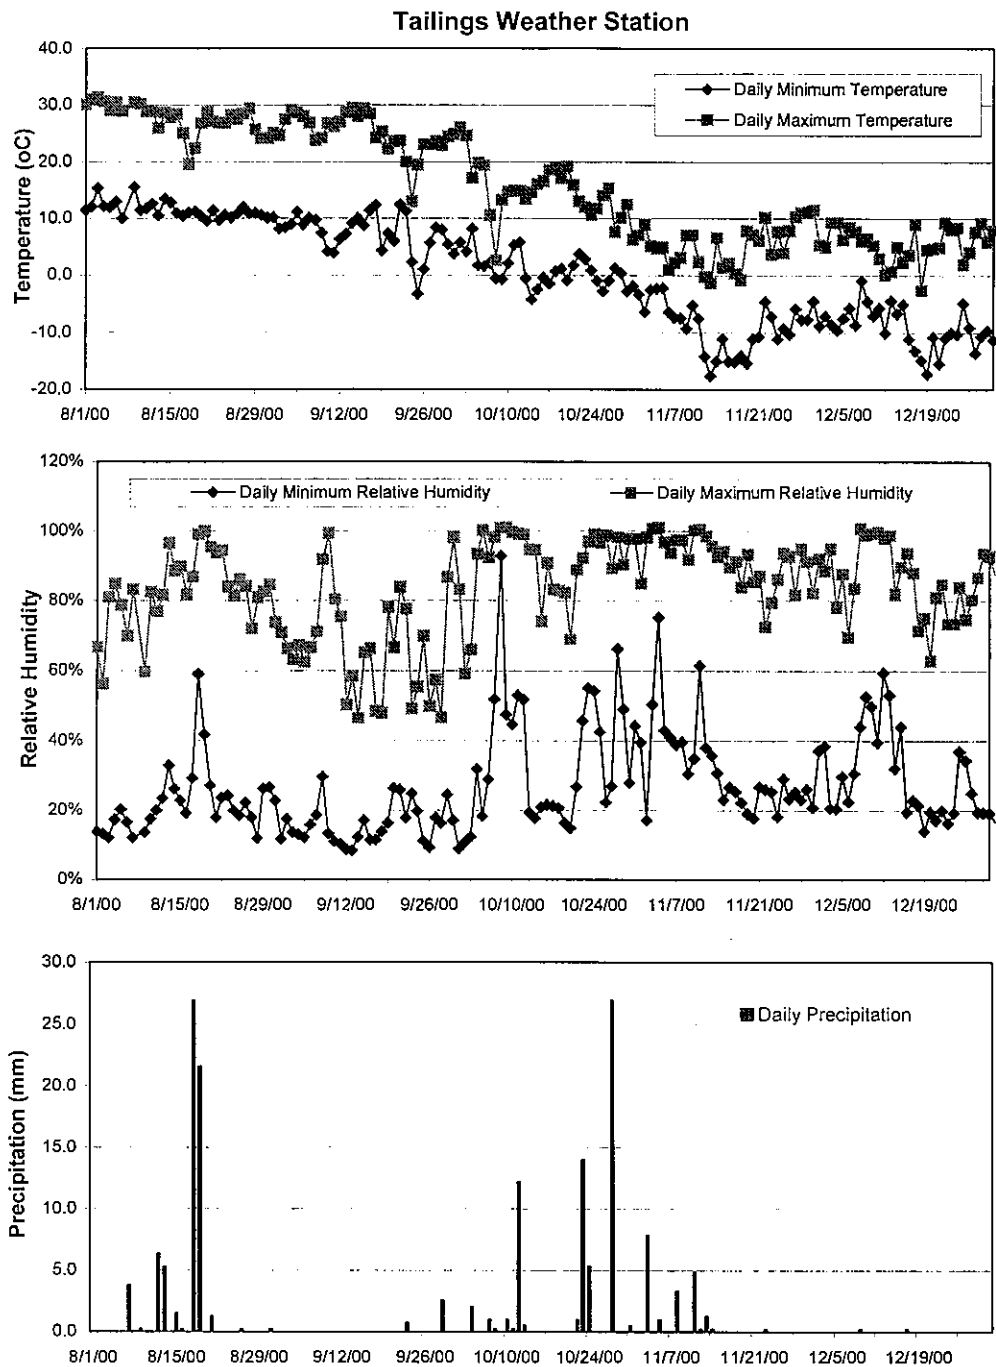 Tailings Weather Station
40.0
30.0
20.0
10.0
0.0
-10.0
-20.0
Temperature (oC)
Daily Minimum Temperature
Daily Maximum Temperature
8/1/00 8/15/00 8/29/00 9/12/00 9/26/00 10/10/00 10/24/00 11/7/00 11/21/00 12/5/00 12/19/00
120%
100%
80%
60%
40%
20%
0%
Relative Humidity
Daily Minimum Relative Humidity Daily Maximum Relative Humidity
8/1/00 8/15/00 8/29/00 9/12/00 9/26/00 10/10/00 10/24/00 11/7/00 11/21/00 12/5/00 12/19/00
30.0
25.0
20.0
15.0
10.0
5.0
0.0
Precipitation (mm)
Daily Precipitation
8/1/00 8/15/00 8/29/00 9/12/00 9/26/00 10/10/00 10/24/00 11/7/00 11/21/00 12/5/00 12/19/00